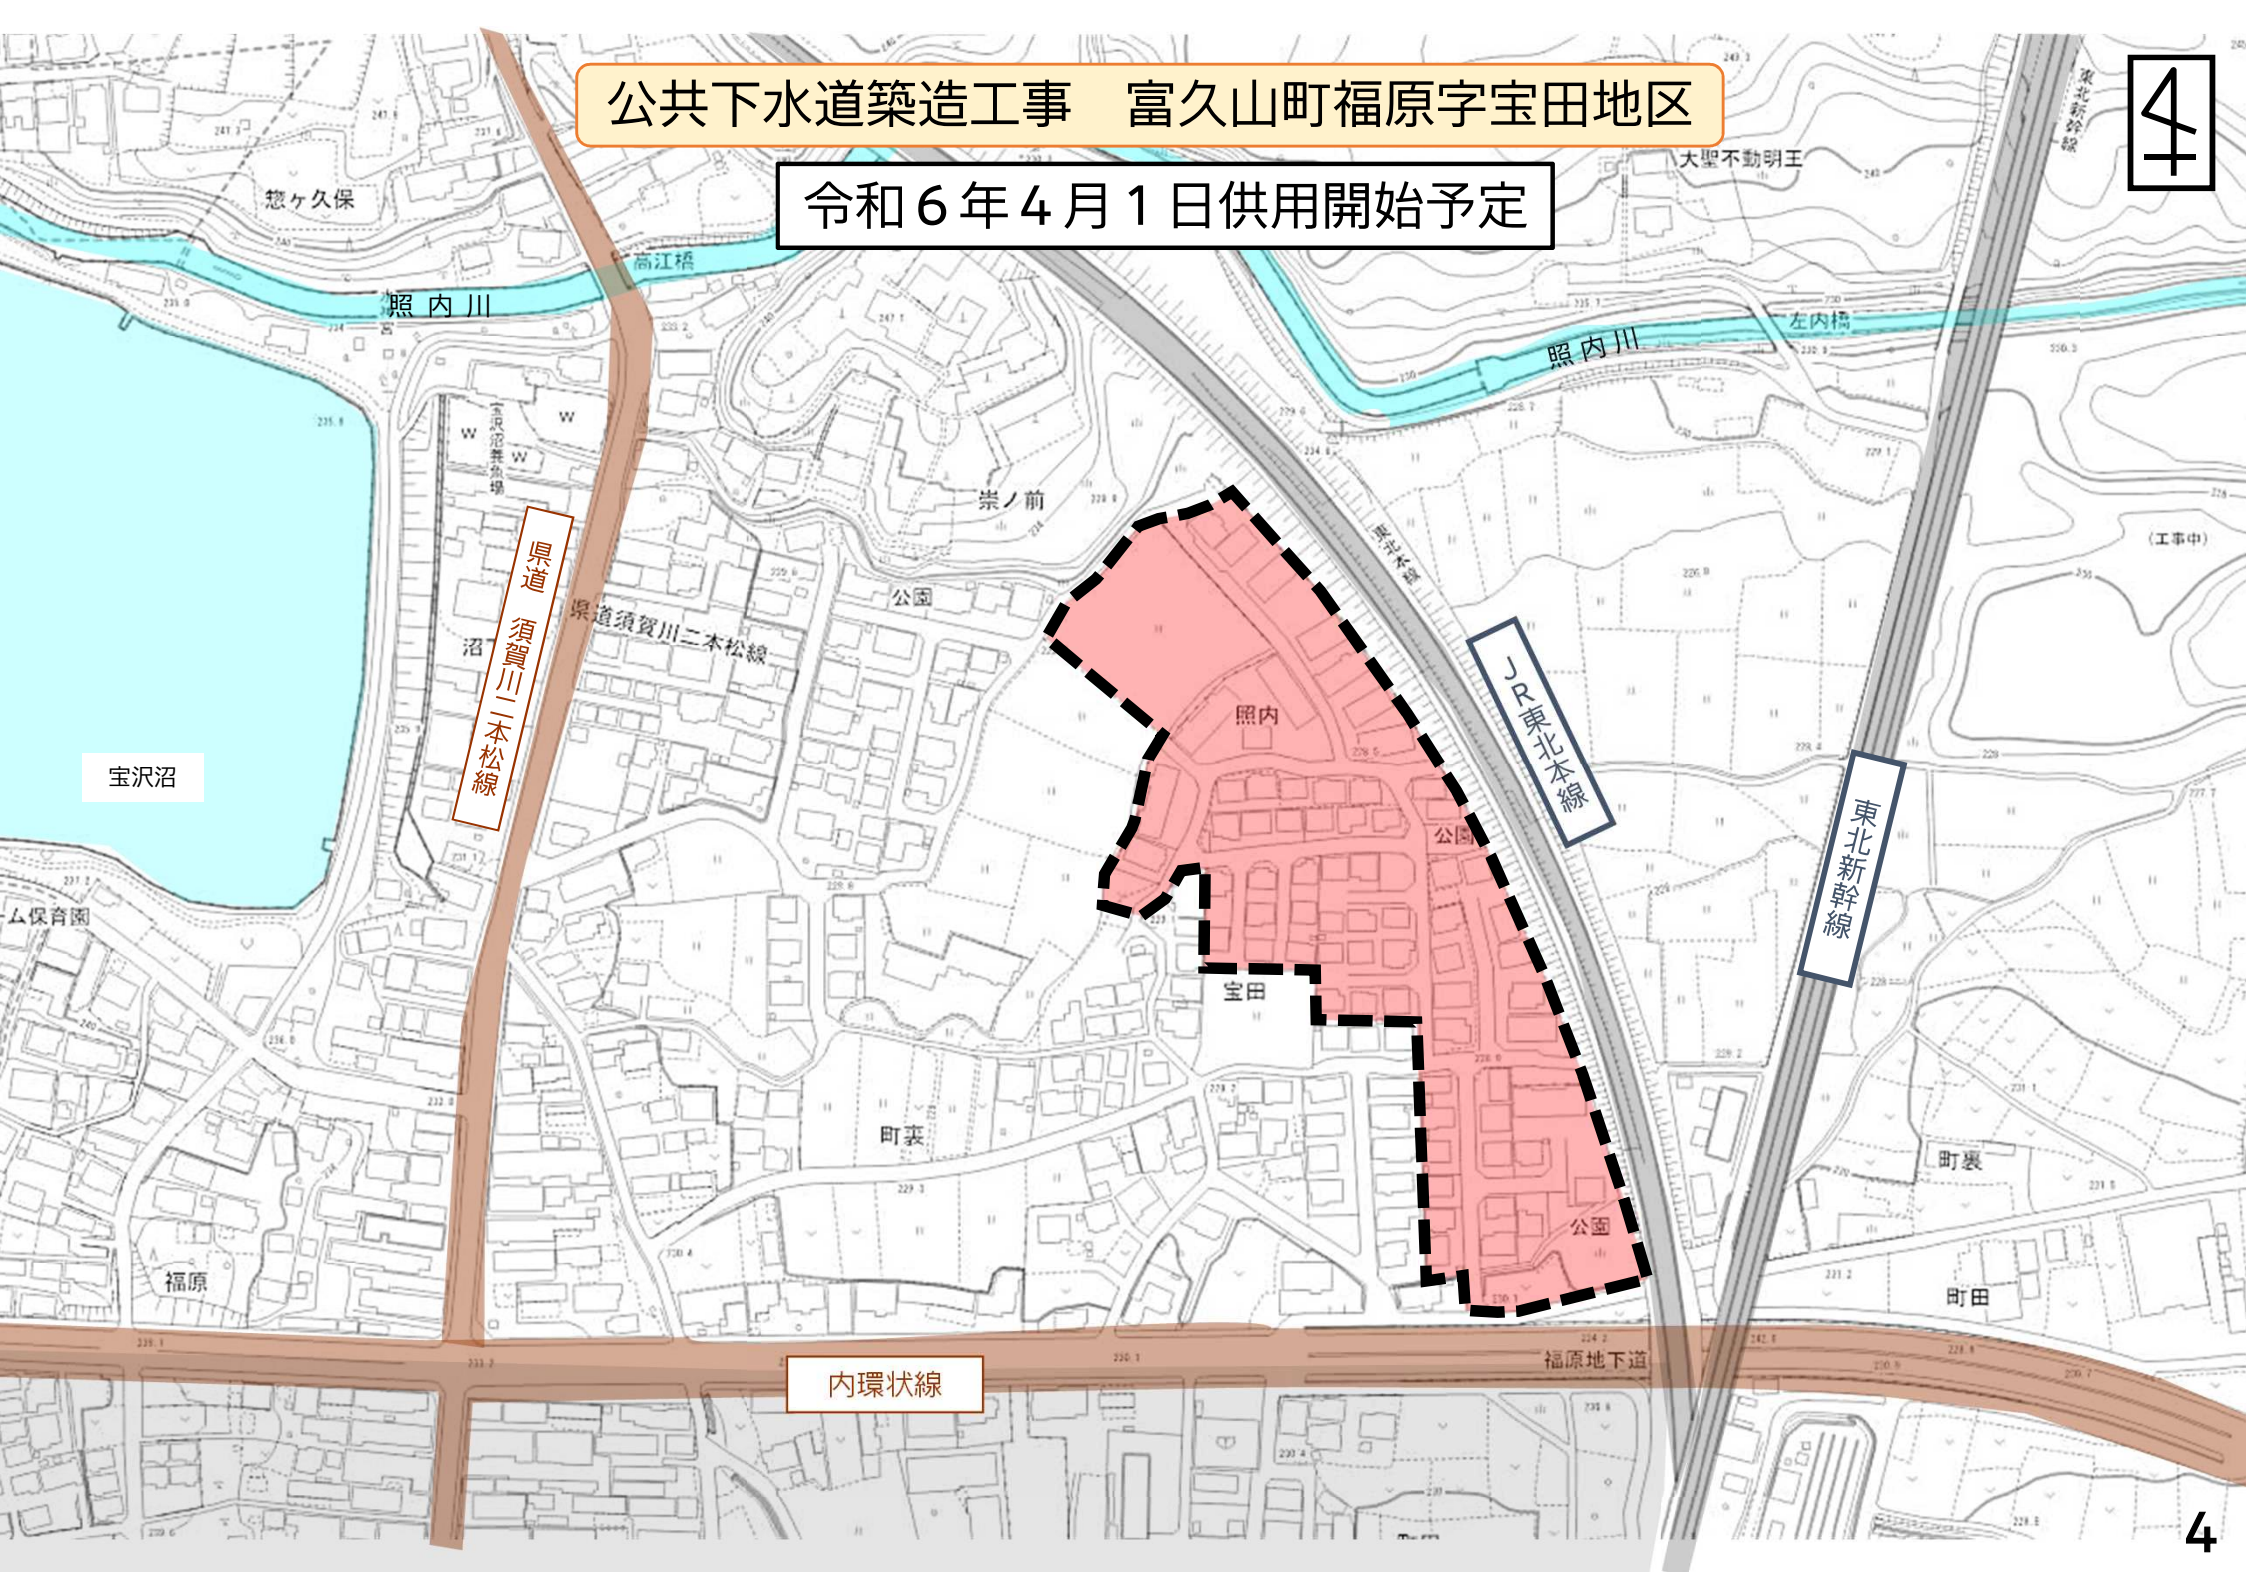 公共下水道築造工事　富久山町福原字宝田地区
令和6年4月1日供用開始予定
東北新幹線
大聖不動明王
惣ヶ久保
高江橋
照内川
左内橋
照内川
宝沢沼養魚場
W
W
W
崇ノ前
東北本線
(工事中)
公園
県道 須賀川二本松線
県道須賀川二本松線
沼
JR東北本線
照内
宝沢沼
公園
東北新幹線
ム保育園
宝田
町裏
町裏
公園
福原
町田
福原地下道
内環状線
4